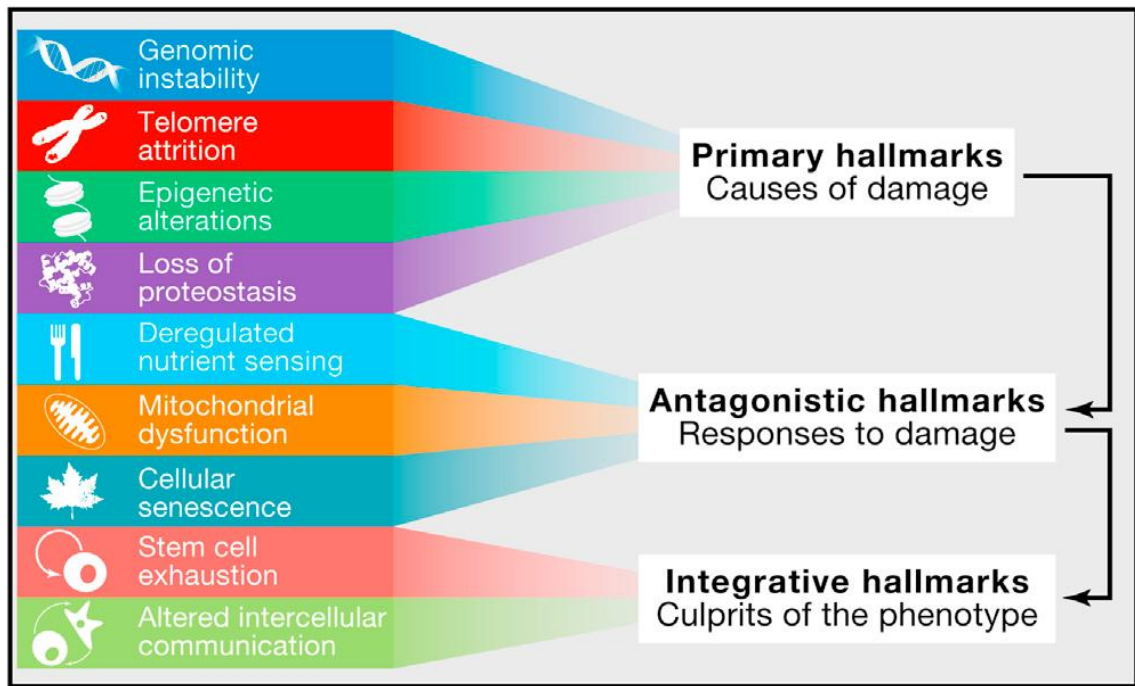 Genomic
instability
Telomere
attrition
Epigenetic
alterations
Loss of
proteostasis
Deregulated
nutrient sensing
Mitochondrial
dysfunction
Cellular
senescence
Stem cell
exhaustion
Altered intercellular
communication
Primary hallmarks
Causes of damage
Antagonistic hallmarks
Responses to damage
Integrative hallmarks
Culprits of the phenotype